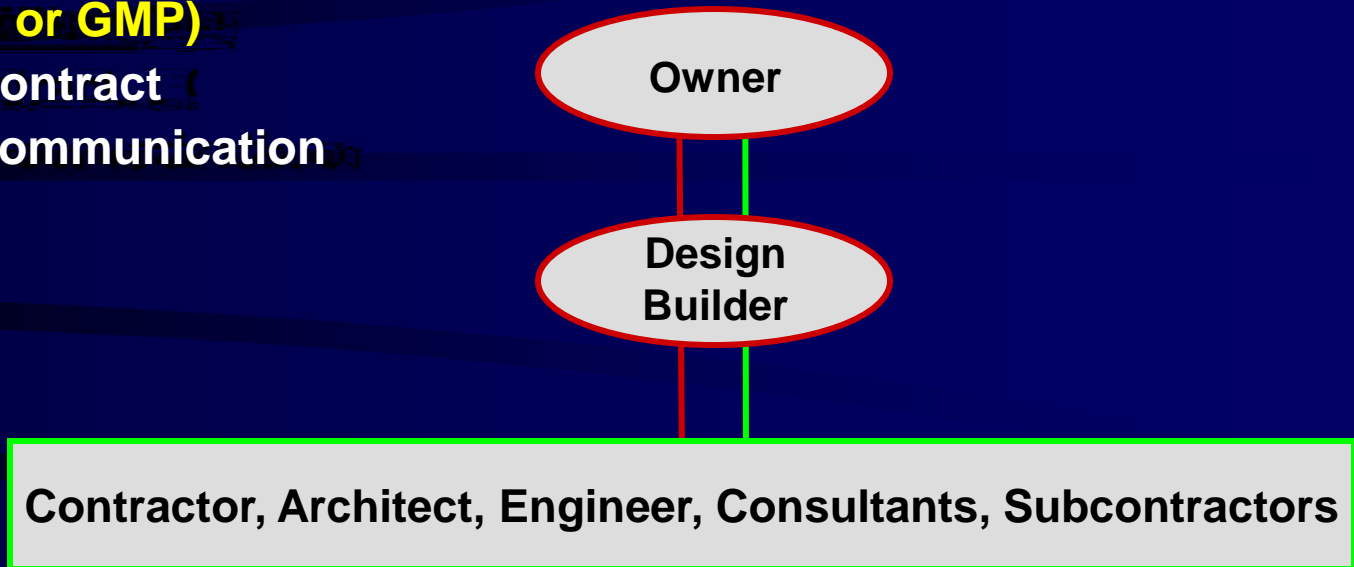 or GMP)
ontract
ommunication
Owner
Design
Builder
Contractor, Architect, Engineer, Consultants, Subcontractors